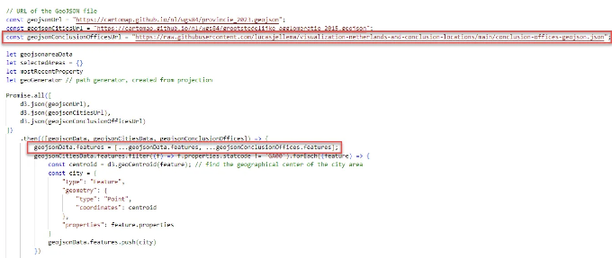 // URL of the GeoJSON file
const geojsonUrl = "https://cartomap.github.io/nl/wgs84/provincie_2021.geojson";
const geojsonCitiesUrl = "https://cartomap.github.io/nl/wgs84/grootstedelijke_agglomeratie_2015.geojson";
const geojsonConclusionOfficesUrl = "https://raw.githubusercontent.com/lucasjellema/visualization-netherlands-and-conclusion-locations/main/conclusion-offices-geojson.json";
let geojsonareaData
let selectedAreas = {}
let mostRecentProperty
let geoGenerator // path generator, created from projection
Promise.all([
d3.json(geojsonUrl),
d3.json(geojsonCitiesUrl),
d3.json(geojsonConclusionOfficesUrl)
])
.then(([geojsonData, geojsonCitiesData, geojsonConclusionOffices]) => {
geojsonData.features = [...geojsonData.features, ...geojsonConclusionOffices.features];
geojsonCitiesData.features.filter((f) => f.properties.statcode != "GA00").forEach((feature) => {
const centroid = d3.geoCentroid(feature); // find the geographical center of the city area
const city = {
"type": "Feature",
"geometry": {
"type": "Point",
"coordinates": centroid
},
"properties": feature.properties
}
geojsonData.features.push(city)
})